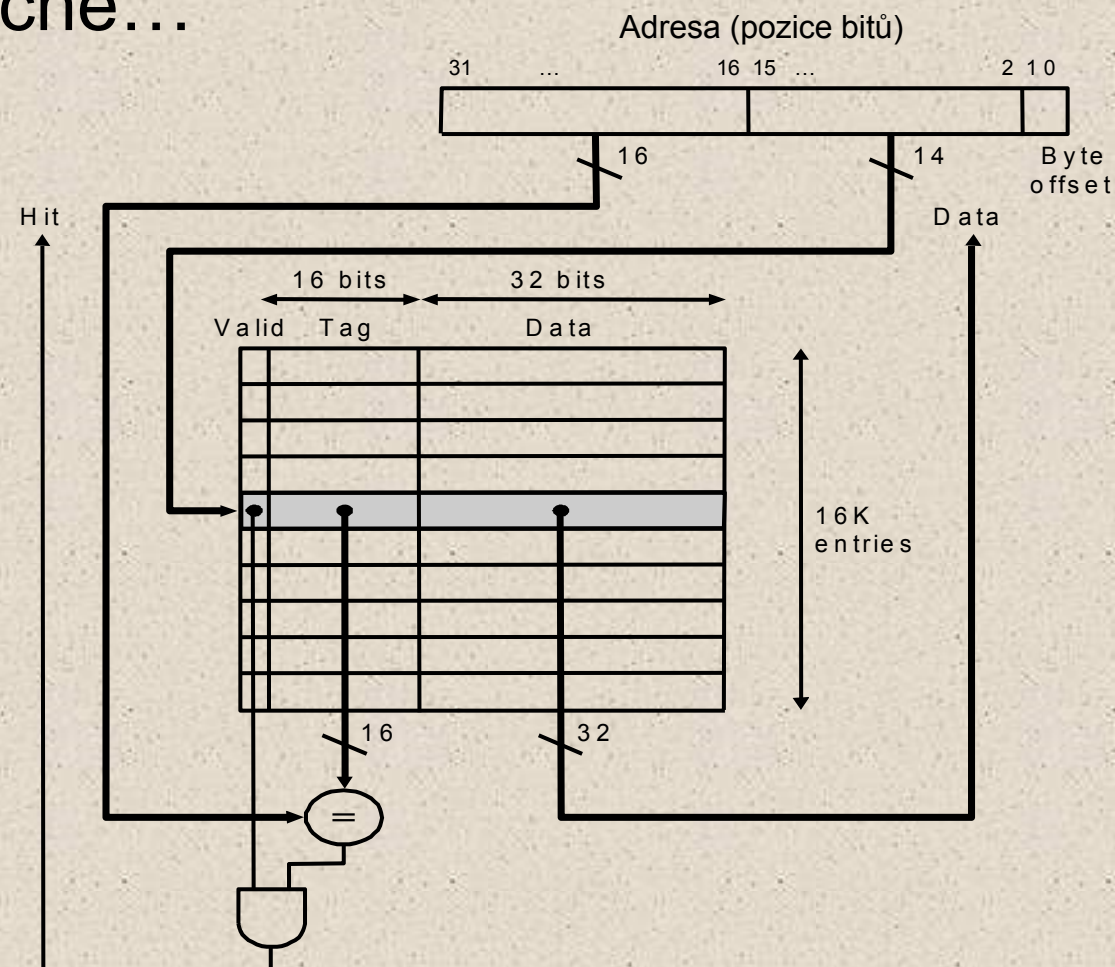 che…
Adresa (pozice bitů)
31 … 16 15 … 2 1 0
16
14
Byte
offset
Hit
Data
16 bits
32 bits
Valid
Tag
Data
16K
entries
16
32
=